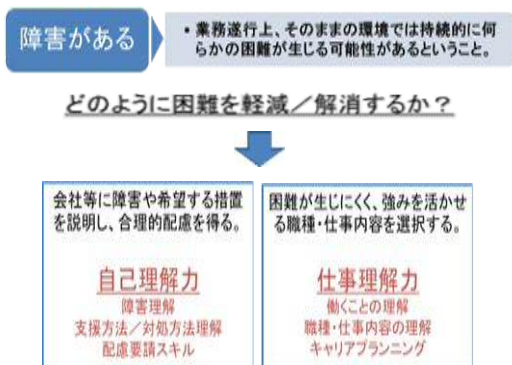 障害がある
・業務遂行上、そのままの環境では持続的に何
らかの困難が生じる可能性があるということ。
どのように困難を軽減／解消するか？
会社等に障害や希望する措置
を説明し、合理的配慮を得る。
自己理解力
障害理解
支援方法／対処方法理解
配慮要請スキル
困難が生じにくく、強みを活かせ
る職種・仕事内容を選択する。
仕事理解力
働くことの理解
職種・仕事内容の理解
キャリアプランニング